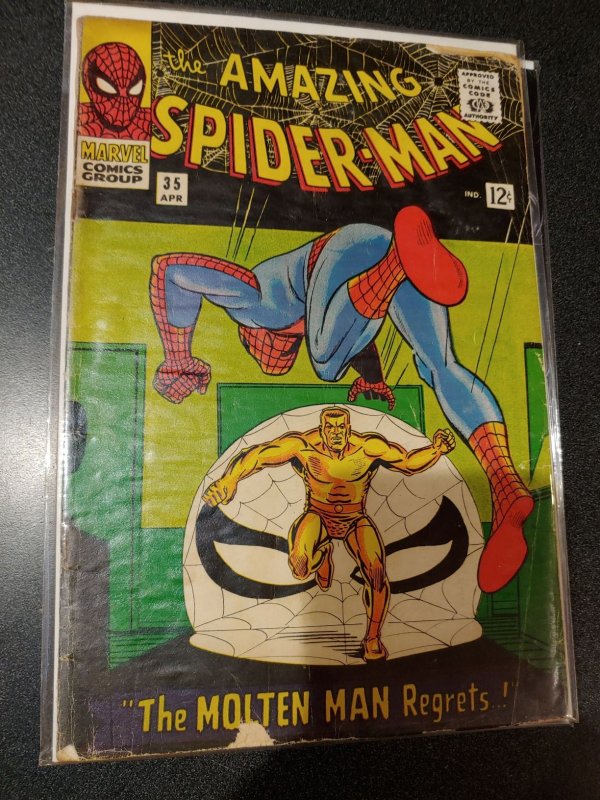 the AMAZING
SPIDER-MAN
APPROVED
BY THE
COMICS
CODE
CA
AUTHORITY
MARVEL
COMICS
GROUP
35
APR
IND.
12¢
"The MOLTEN MAN Regrets..!"